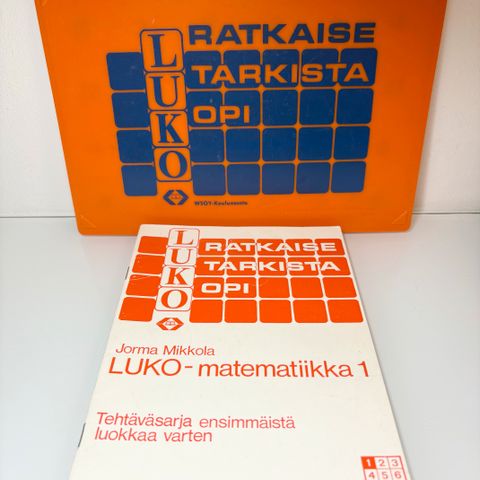 LUKO
RATKAISE
TARKISTA
OPI
WSOY-Koulumuoto
LUKO
RATKAISE
TARKISTA
OPI
Jorma Mikkola
LUKO-matematiikka 1
Tehtäväsarja ensimmäistä
luokkaa varten
1 2 3
4 5 6